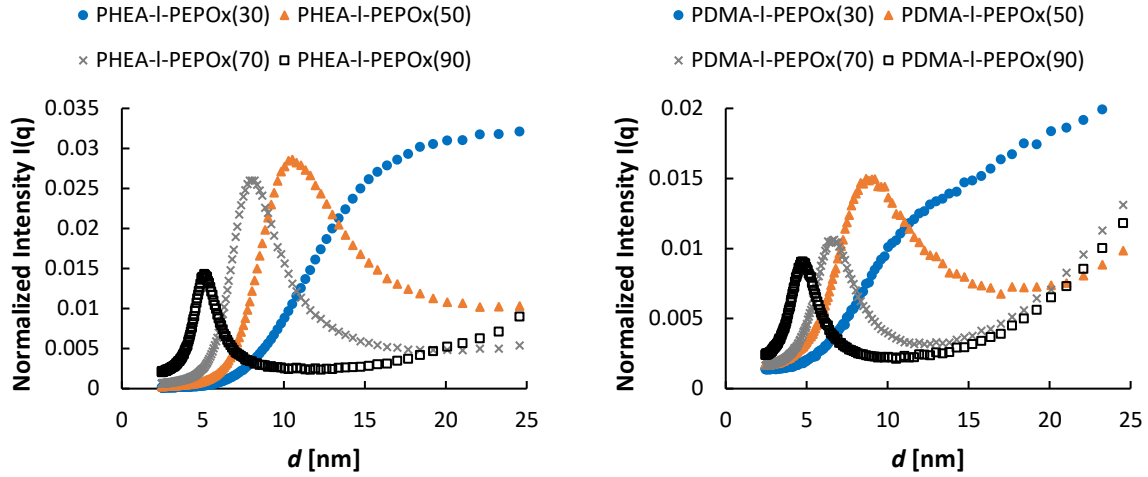 PHEA-l-PEPOx(30) PHEA-l-PEPOx(50)
PHEA-l-PEPOx(70) PHEA-l-PEPOx(90)
0.035
0.03
0.025
0.02
0.015
0.01
0.005
0
Normalized Intensity I(q)
0 5 10 15 20 25
d [nm]
PDMA-l-PEPOx(30) PDMA-l-PEPOx(50)
PDMA-l-PEPOx(70) PDMA-l-PEPOx(90)
0.02
0.015
0.01
0.005
0
Normalized Intensity I(q)
0 5 10 15 20 25
d [nm]